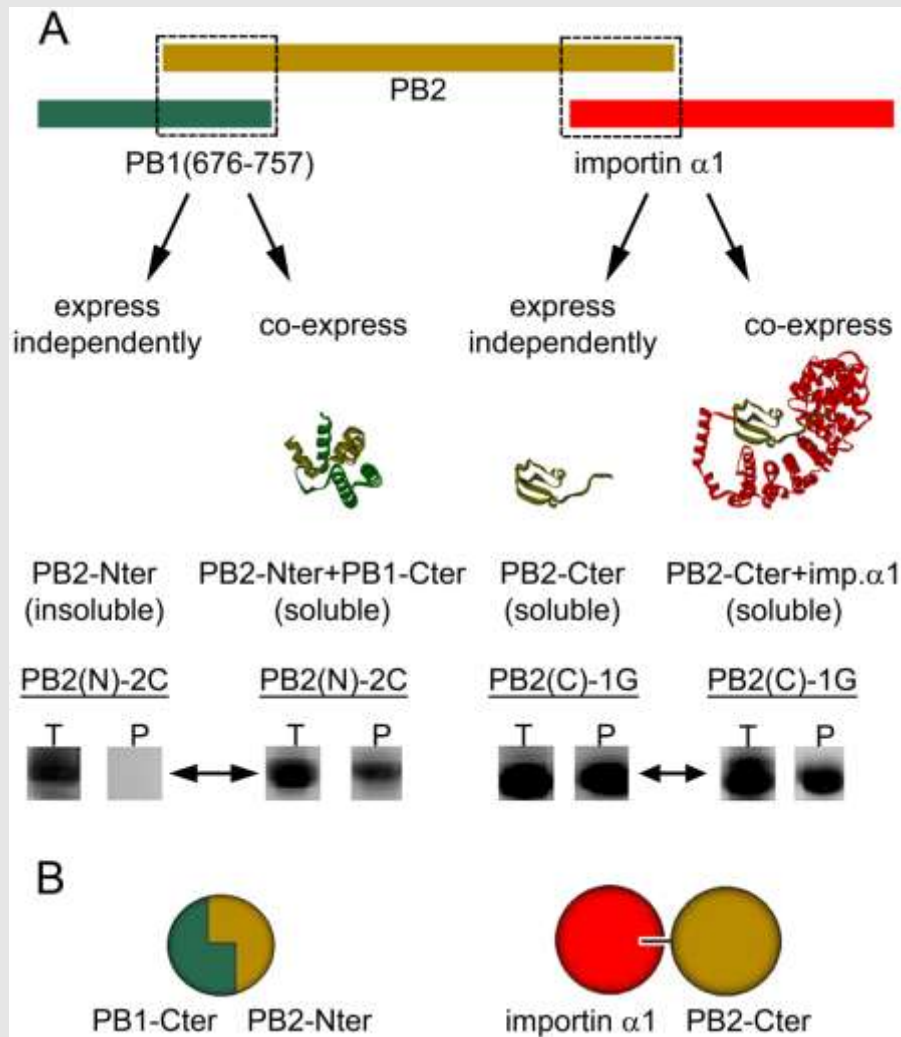 A
PB2
PB1(676-757)
importin α1
express
independently
co-express
express
independently
co-express
PB2-Nter
(insoluble)
PB2-Nter+PB1-Cter
(soluble)
PB2-Cter
(soluble)
PB2-Cter+imp.α1
(soluble)
PB2(N)-2C
PB2(N)-2C
PB2(C)-1G
PB2(C)-1G
T P
T P
T P
T P
B
PB1-Cter PB2-Nter
importin α1 PB2-Cter